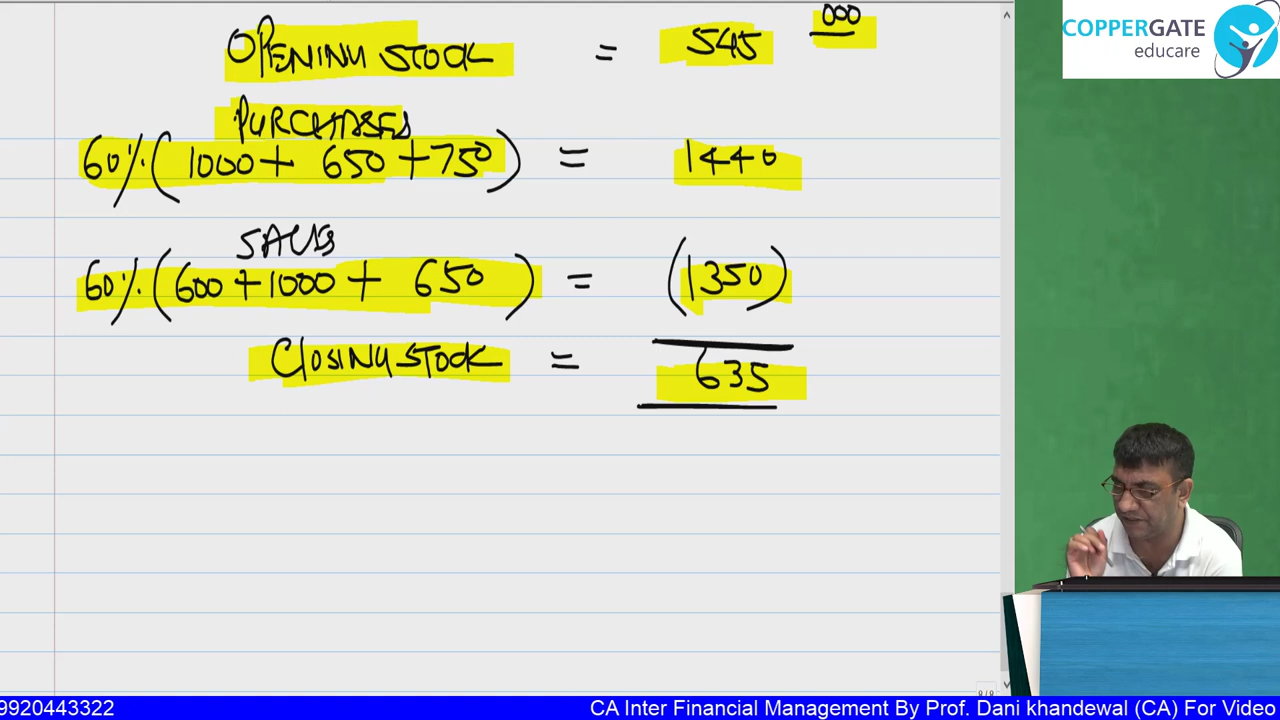 000
OPENING STOCK = 545
PURCHASES
60%(1000+ 650+750) = 1440
SALES
60%(600+1000+ 650) = (1350)
CLOSING STOCK = 635
COPPERGATE
educare
9920443322 CA Inter Financial Management By Prof. Dani khandewal (CA) For Video